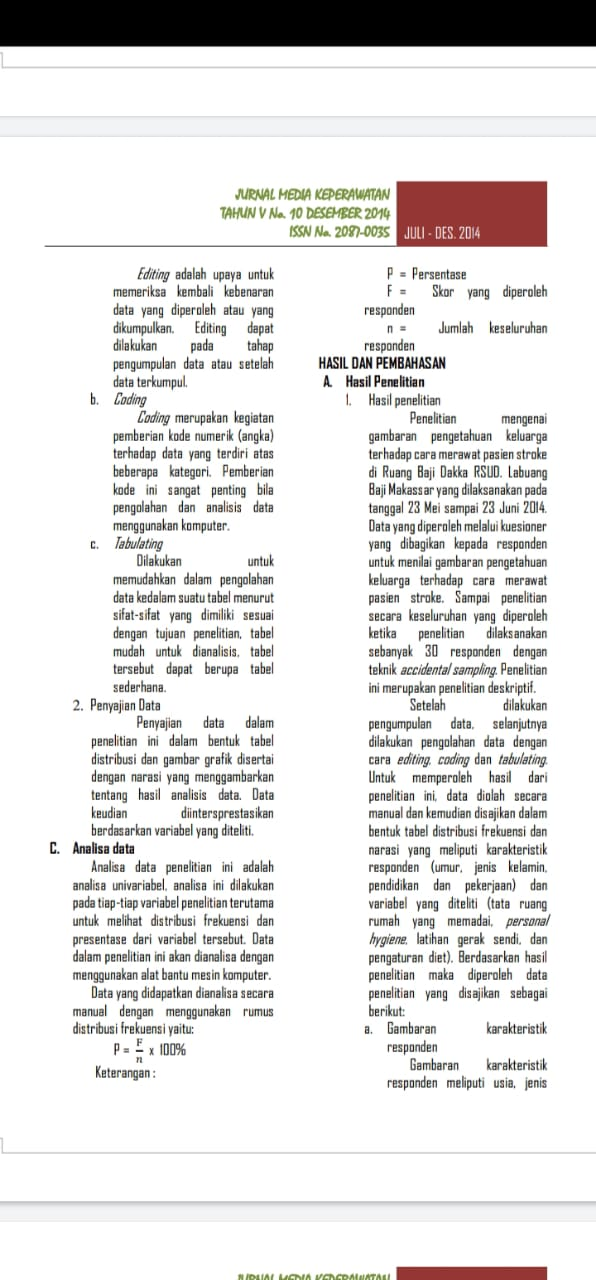 JURNAL MEDIA KEPERAWATAN
TAHUN V No. 10 DESEMBER 2014
ISSN No. 2087-0035
JULI - DES. 2014
Editing adalah upaya untuk
memeriksa kembali kebenaran
data yang diperoleh atau yang
dikumpulkan. Editing dapat
dilakukan pada tahap
pengumpulan data atau setelah
data terkumpul.
b. Coding
Coding merupakan kegiatan
pemberian kode numerik (angka)
terhadap data yang terdiri atas
beberapa kategori. Pemberian
kode ini sangat penting bila
pengolahan dan analisis data
menggunakan komputer.
c. Tabulating
Dilakukan untuk
memudahkan dalam pengolahan
data kedalam suatu tabel menurut
sifat-sifat yang dimiliki sesuai
dengan tujuan penelitian, tabel
mudah untuk dianalisis, tabel
tersebut dapat berupa tabel
sederhana.
2. Penyajian Data
Penyajian data dalam
penelitian ini dalam bentuk tabel
distribusi dan gambar grafik disertai
dengan narasi yang menggambarkan
tentang hasil analisis data. Data
keudian diintersprestasikan
berdasarkan variabel yang diteliti.
C. Analisa data
Analisa data penelitian ini adalah
analisa univariabel, analisa ini dilakukan
pada tiap-tiap variabel penelitian terutama
untuk melihat distribusi frekuensi dan
presentase dari variabel tersebut. Data
dalam penelitian ini akan dianalisa dengan
menggunakan alat bantu mesin komputer.
Data yang didapatkan dianalisa secara
manual dengan menggunakan rumus
distribusi frekuensi yaitu:
P = F/n x 100%
Keterangan :
P = Persentase
F = Skor yang diperoleh
responden
n = Jumlah keseluruhan
responden
HASIL DAN PEMBAHASAN
A. Hasil Penelitian
1. Hasil penelitian
Penelitian mengenai
gambaran pengetahuan keluarga
terhadap cara merawat pasien stroke
di Ruang Baji Dakka RSUD. Labuang
Baji Makassar yang dilaksanakan pada
tanggal 23 Mei sampai 23 Juni 2014.
Data yang diperoleh melalui kuesioner
yang dibagikan kepada responden
untuk menilai gambaran pengetahuan
keluarga terhadap cara merawat
pasien stroke. Sampai penelitian
secara keseluruhan yang diperoleh
ketika penelitian dilaksanakan
sebanyak 30 responden dengan
teknik accidental sampling. Penelitian
ini merupakan penelitian deskriptif.
Setelah dilakukan
pengumpulan data, selanjutnya
dilakukan pengolahan data dengan
cara editing, coding dan tabulating.
Untuk memperoleh hasil dari
penelitian ini, data diolah secara
manual dan kemudian disajikan dalam
bentuk tabel distribusi frekuensi dan
narasi yang meliputi karakteristik
responden (umur, jenis kelamin,
pendidikan dan pekerjaan) dan
variabel yang diteliti (tata ruang
rumah yang memadai, personal
hygiene, latihan gerak sendi, dan
pengaturan diet). Berdasarkan hasil
penelitian maka diperoleh data
penelitian yang disajikan sebagai
berikut:
a. Gambaran karakteristik
responden
Gambaran karakteristik
responden meliputi usia, jenis
JURNAL MEDIA KEPERAWATAN